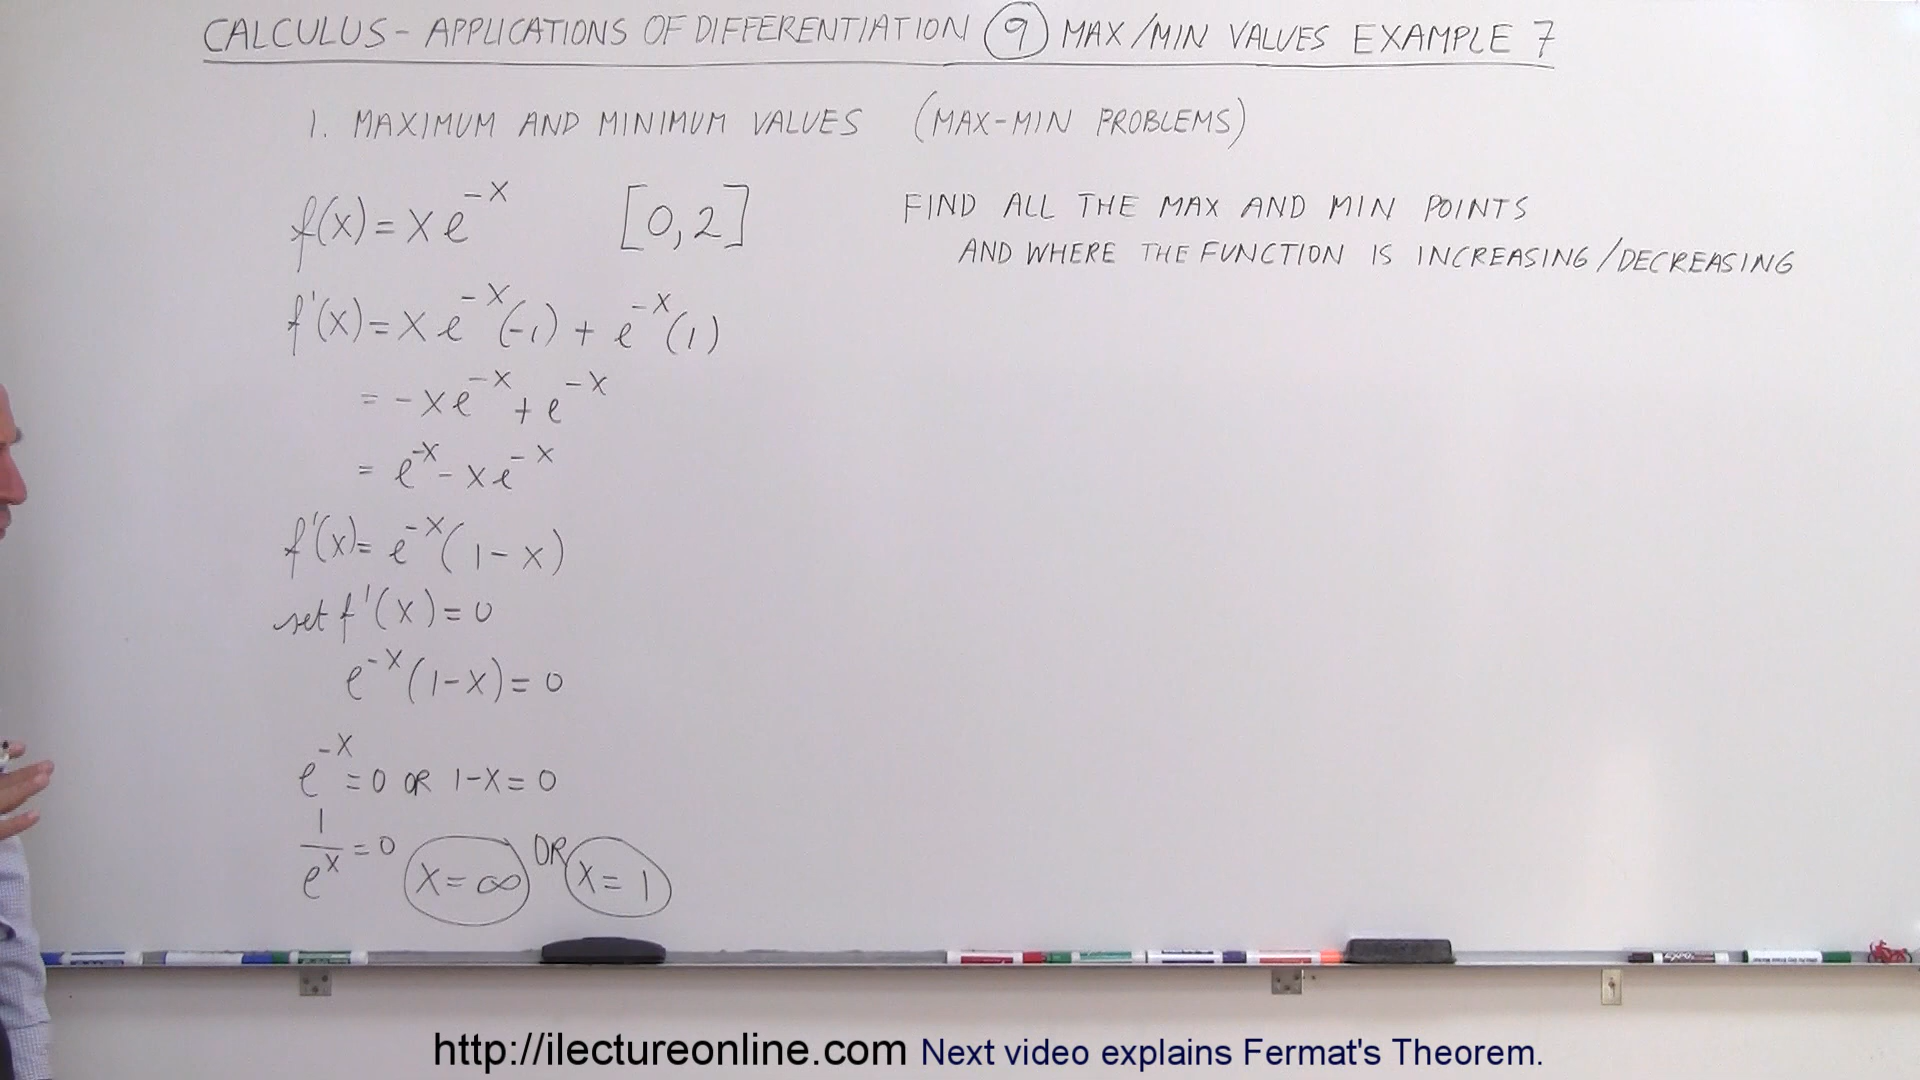 CALCULUS - APPLICATIONS OF DIFFERENTIATION 9 MAX/MIN VALUES EXAMPLE 7
1. MAXIMUM AND MINIMUM VALUES (MAX-MIN PROBLEMS)
f(x) = x e^{-x} [0,2]
FIND ALL THE MAX AND MIN POINTS
AND WHERE THE FUNCTION IS INCREASING/DECREASING
f'(x) = x e^{-x}(-1) + e^{-x}(1)
= -x e^{-x} + e^{-x}
= e^{-x} - x e^{-x}
f'(x) = e^{-x}(1-x)
set f'(x) = 0
e^{-x}(1-x) = 0
e^{-x} = 0 OR 1-x = 0
1/e^x = 0 x = ∞ OR x = 1
http://ilectureonline.com Next video explains Fermat's Theorem.